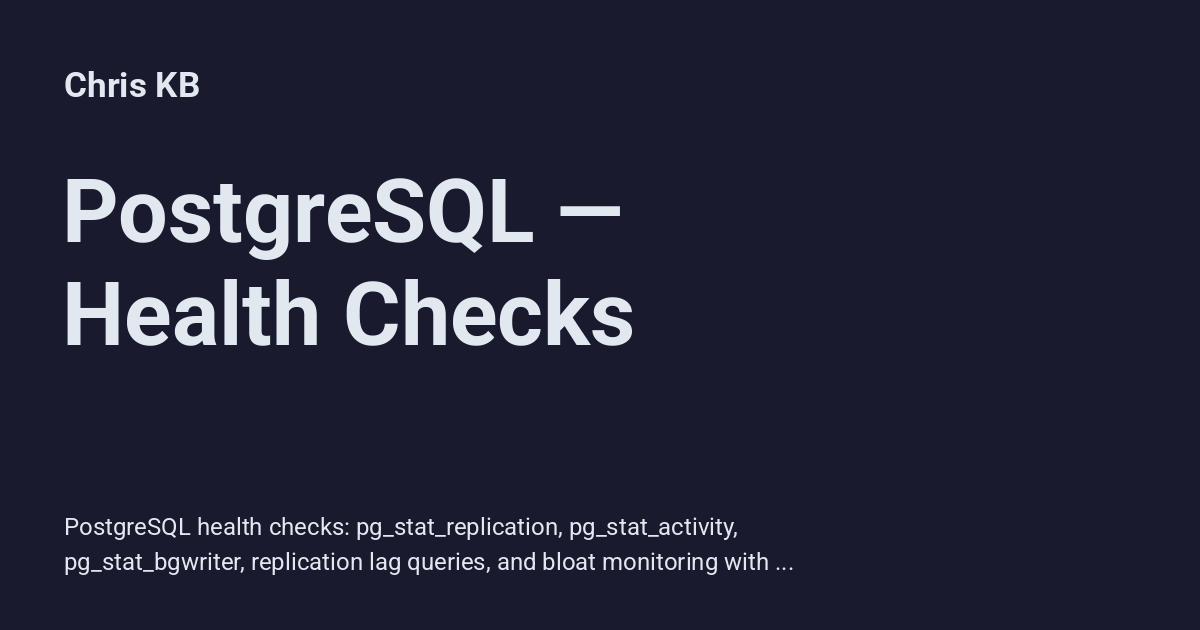 Chris KB
PostgreSQL —
Health Checks
PostgreSQL health checks: pg_stat_replication, pg_stat_activity,
pg_stat_bgwriter, replication lag queries, and bloat monitoring with ...